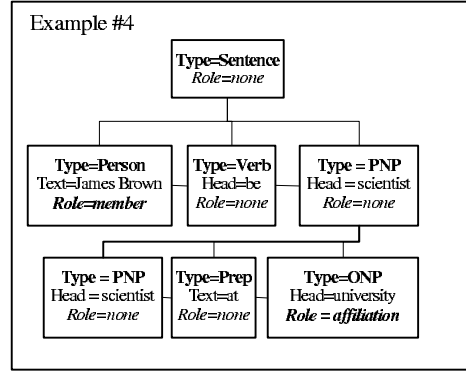 Example #4
Type=Sentence
Role=none
Type=Person
Text=James Brown
Role=member
Type=Verb
Head=be
Role=none
Type = PNP
Head = scientist
Role=none
Type = PNP
Head = scientist
Role=none
Type=Prep
Text=at
Role=none
Type=ONP
Head=university
Role = affiliation